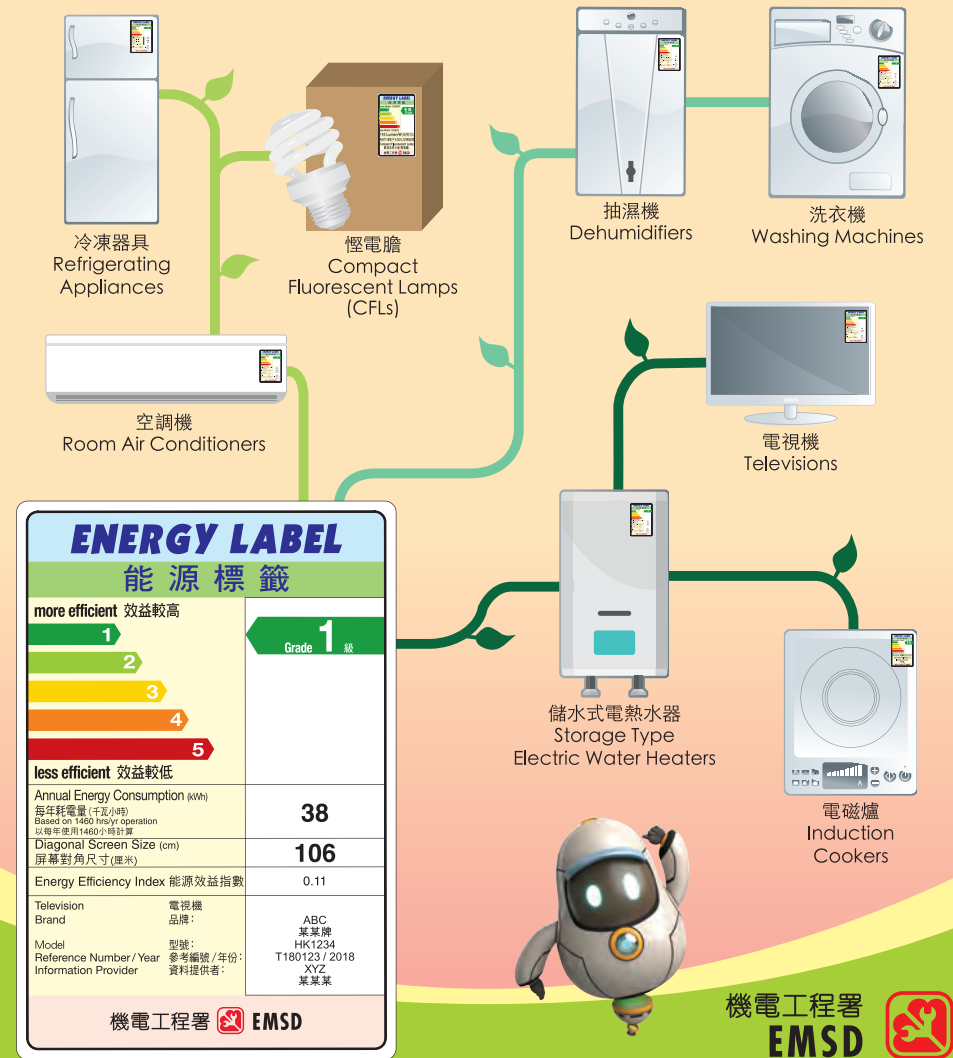 冷凍器具
Refrigerating
Appliances
ENERGY LABEL
慳電膽
Compact
Fluorescent Lamps
(CFLs)
抽濕機
Dehumidifiers
洗衣機
Washing Machines
空調機
Room Air Conditioners
電視機
Televisions
儲水式電熱水器
Storage Type
Electric Water Heaters
電磁爐
Induction
Cookers
ENERGY LABEL
能源標籤
more efficient 效益較高
1
2
3
4
5
less efficient 效益較低
Grade 1 級
Annual Energy Consumption (kWh)
每年耗電量 (千瓦小時)
Based on 1460 hrs/yr operation
以每年使用1460小時計算
38
Diagonal Screen Size (cm)
屏幕對角尺寸(厘米)
106
Energy Efficiency Index 能源效益指數 0.11
Television 電視機
Brand 品牌： ABC
某某牌
Model 型號： HK1234
Reference Number / Year 參考編號 / 年份： T180123 / 2018
Information Provider 資料提供者： XYZ
某某某
機電工程署 EMSD
機電工程署
EMSD